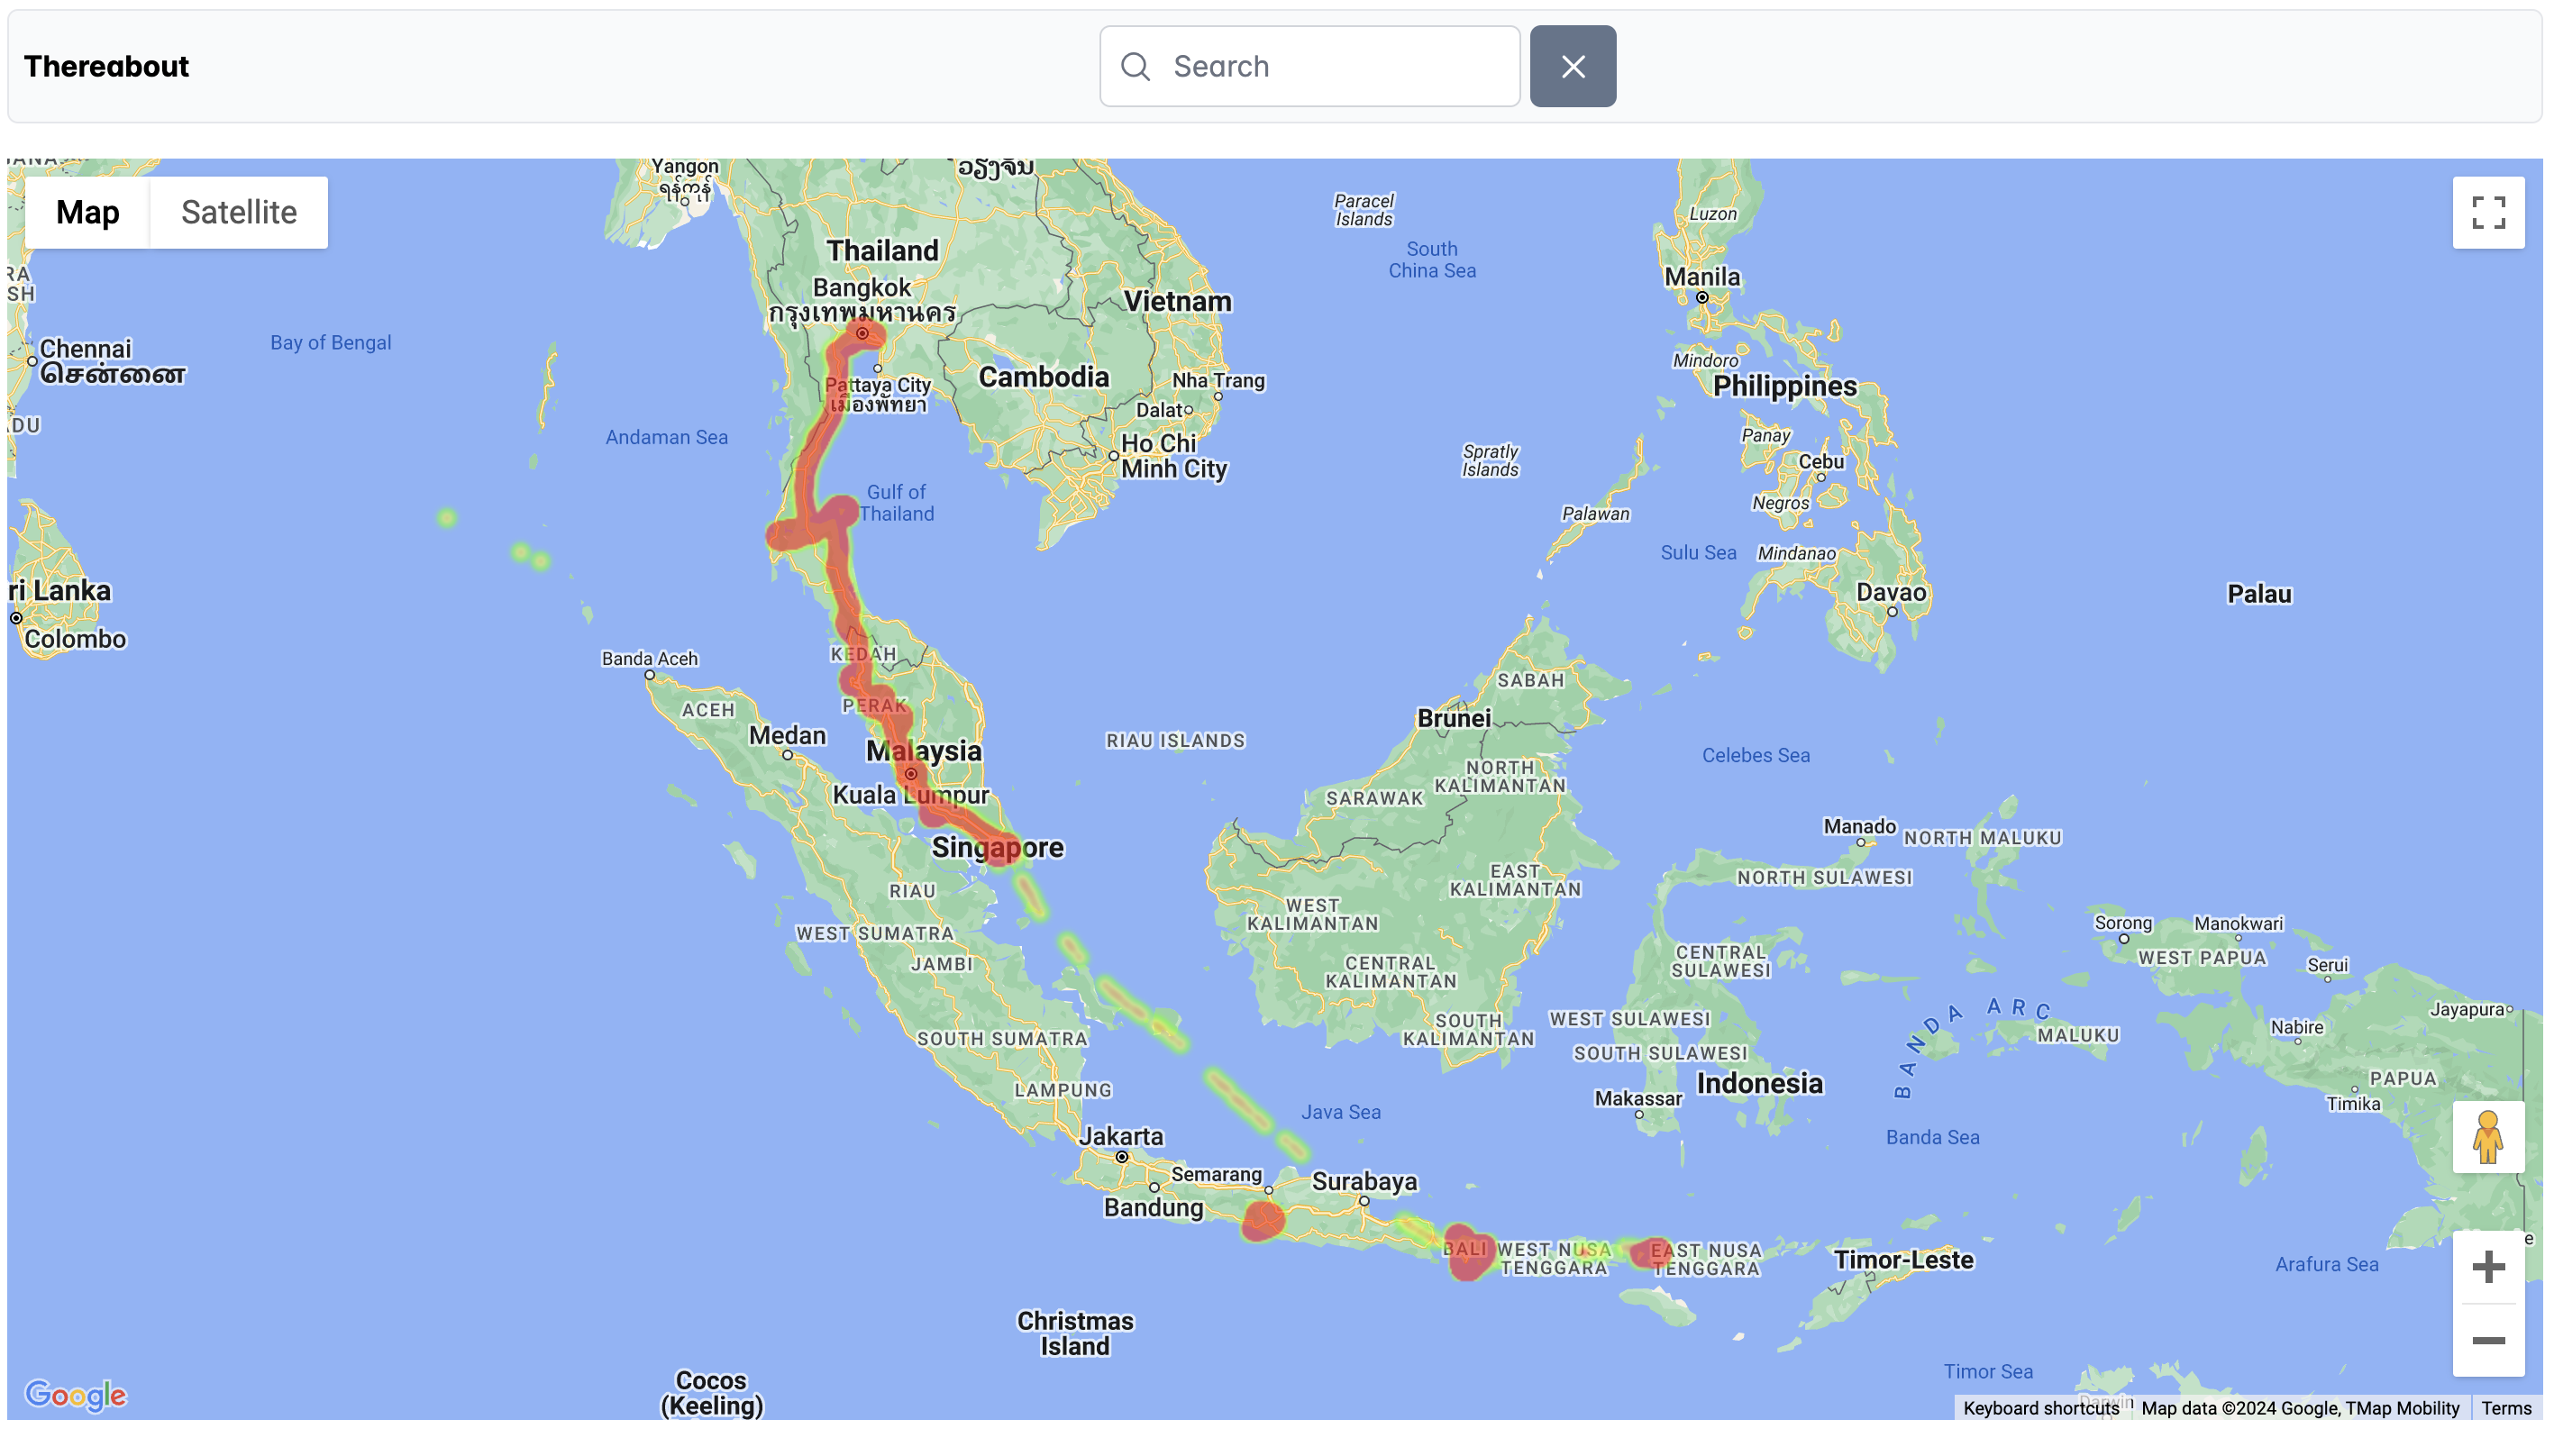 Thereabout
Search
Map
Satellite
Yangon
ရန်ကုန်
ວຽງຈັນ
Thailand
Bangkok
กรุงเทพมหานคร
Vietnam
Pattaya City
เมืองพัทยา
Cambodia
Nha Trang
Dalat
Ho Chi
Minh City
Paracel
Islands
South
China Sea
Luzon
Manila
Mindoro
Philippines
Panay
Cebu
Negros
Palawan
Spratly
Islands
Sulu Sea
Mindanao
Davao
Palau
Chennai
சென்னை
Bay of Bengal
Andaman Sea
Gulf of
Thailand
ri Lanka
Colombo
Banda Aceh
ACEH
Medan
KEDAH
PERAK
Malaysia
Kuala Lumpur
Singapore
RIAU ISLANDS
SABAH
Brunei
NORTH
KALIMANTAN
SARAWAK
Celebes Sea
Manado
NORTH MALUKU
NORTH SULAWESI
EAST
KALIMANTAN
WEST
KALIMANTAN
CENTRAL
KALIMANTAN
SOUTH
KALIMANTAN
CENTRAL
SULAWESI
WEST SULAWESI
SOUTH SULAWESI
RIAU
WEST SUMATRA
JAMBI
SOUTH SUMATRA
LAMPUNG
Sorong
Manokwari
WEST PAPUA
Serui
Jayapura
Nabire
BANDA ARC
MALUKU
PAPUA
Timika
Indonesia
Makassar
Banda Sea
Java Sea
Jakarta
Bandung
Semarang
Surabaya
BALI
WEST NUSA
TENGGARA
EAST NUSA
TENGGARA
Timor-Leste
Arafura Sea
Christmas
Island
Cocos
(Keeling)
Timor Sea
Darwin
Google
Keyboard shortcuts
Map data ©2024 Google, TMap Mobility
Terms